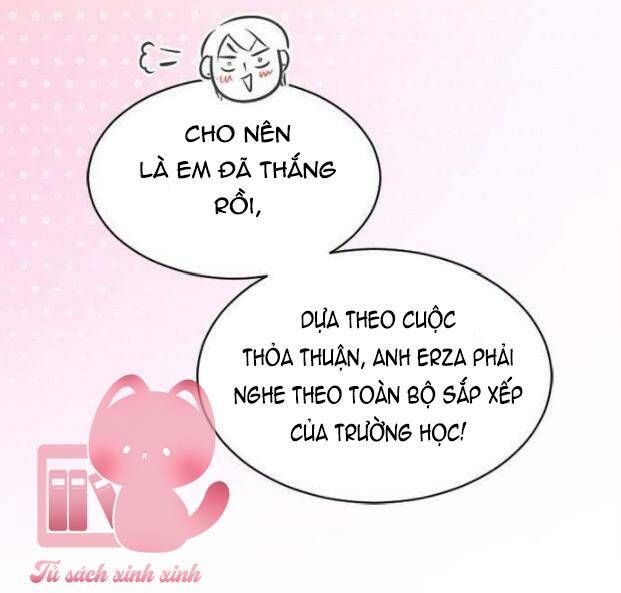 CHO NÊN
LÀ EM ĐÃ THẮNG
RỒI,
DỰA THEO CUỘC
THỎA THUẬN, ANH ERZA PHẢI
NGHE THEO TOÀN BỘ SẮP XẾP
CỦA TRƯỜNG HỌC!
Tủ sách xinh xinh